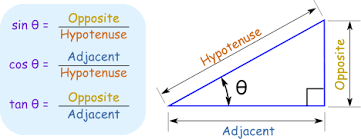 sin θ = Opposite / Hypotenuse
cos θ = Adjacent / Hypotenuse
tan θ = Opposite / Adjacent
Hypotenuse
Opposite
θ
Adjacent